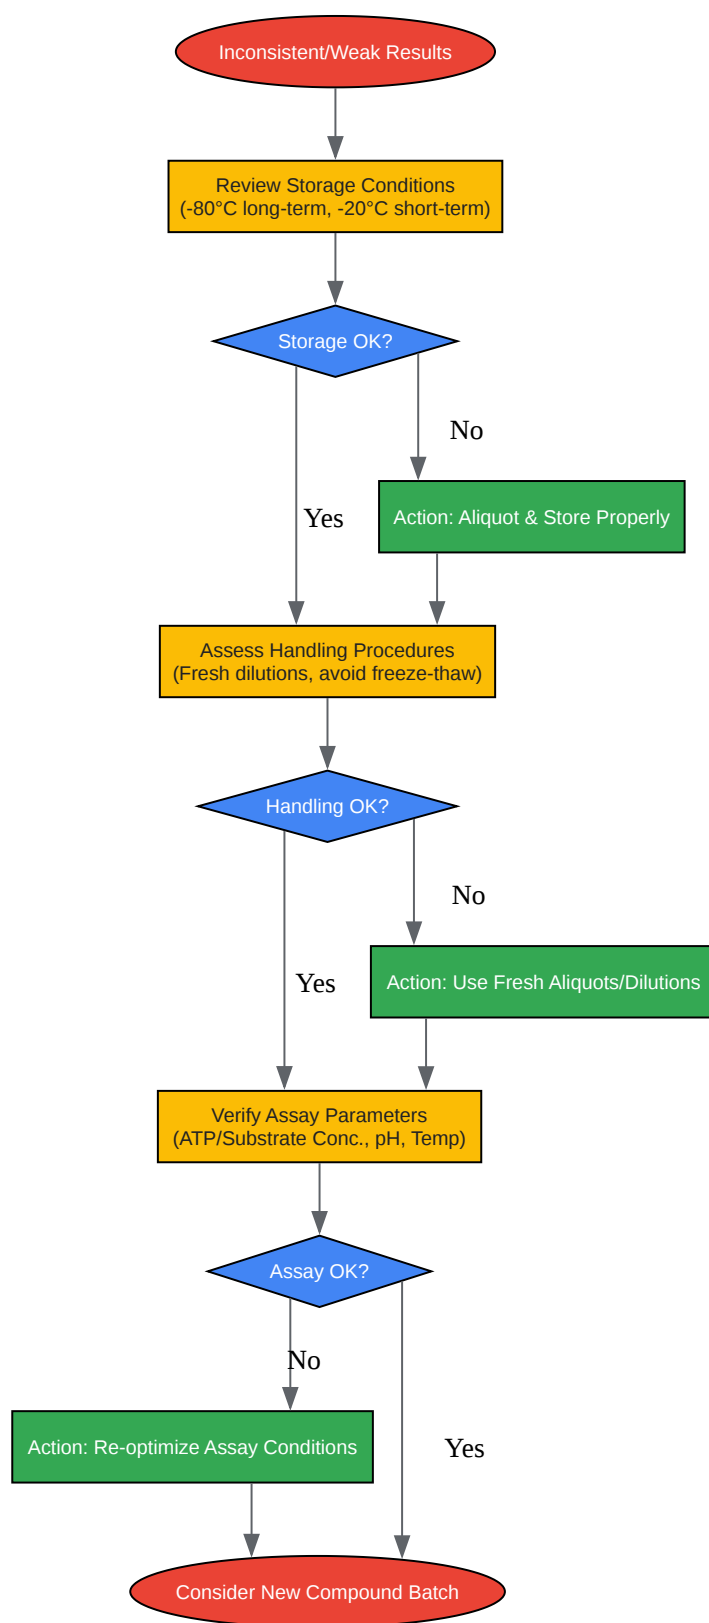 Inconsistent/Weak Results
Review Storage Conditions
(-80°C long-term, -20°C short-term)
Storage OK?
No
Yes
Action: Aliquot & Store Properly
Assess Handling Procedures
(Fresh dilutions, avoid freeze-thaw)
Handling OK?
No
Yes
Action: Use Fresh Aliquots/Dilutions
Verify Assay Parameters
(ATP/Substrate Conc., pH, Temp)
Assay OK?
No
Action: Re-optimize Assay Conditions
Yes
Consider New Compound Batch